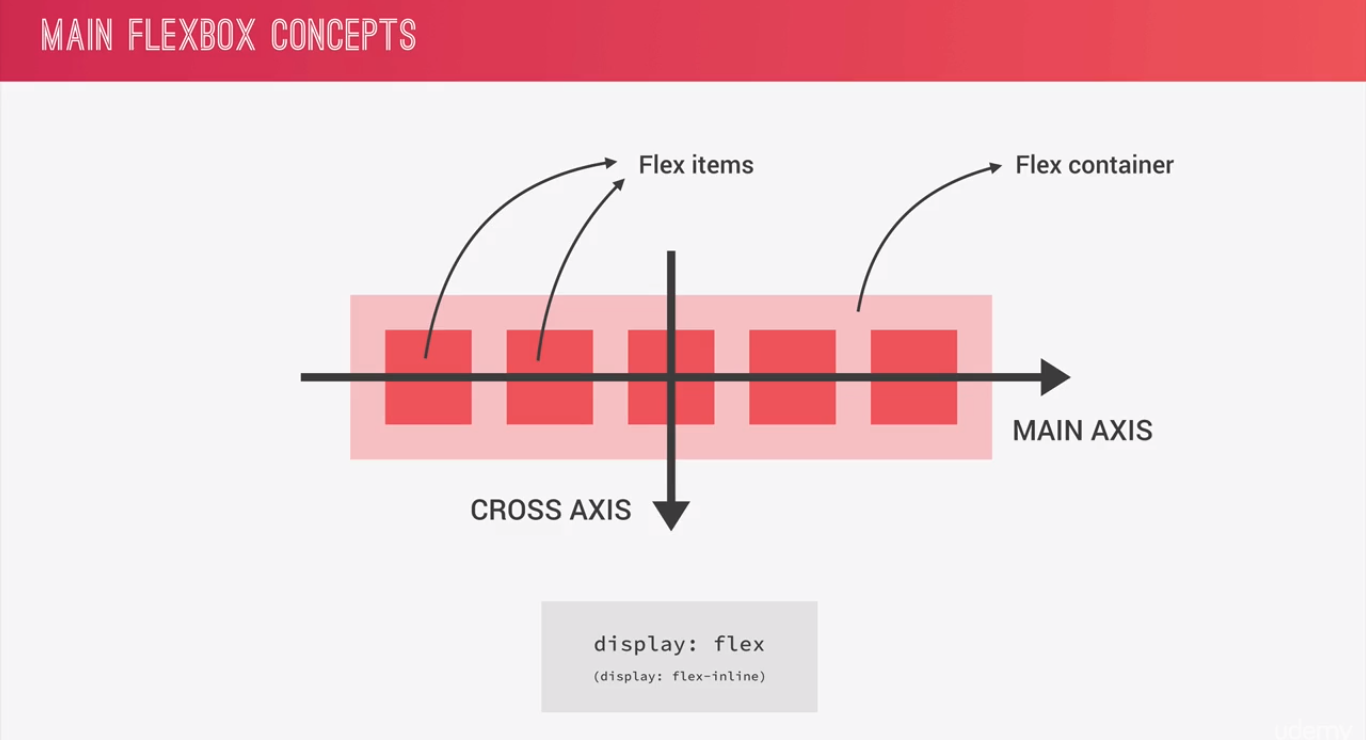 MAIN FLEXBOX CONCEPTS
Flex items
Flex container
MAIN AXIS
CROSS AXIS
display: flex
(display: flex-inline)
udemy